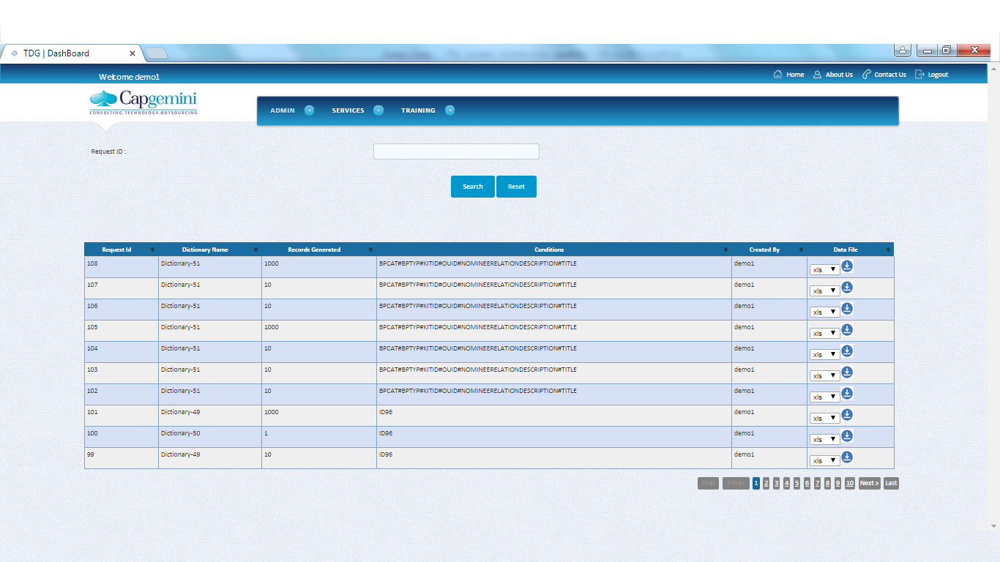 TDG | DashBoard
Welcome demo1 Home About Us Contact Us Logout
Capgemini
CONSULTING.TECHNOLOGY.OUTSOURCING
ADMIN SERVICES TRAINING
Request ID :
Search Reset
Request Id Dictionary Name Records Generated Conditions Created By Data File
108 Dictionary-51 1000 BPCAT#BPTYP#KITID#OUID#NOMINEERELATIONDESCRIPTION#TITLE demo1 xls
107 Dictionary-51 10 BPCAT#BPTYP#KITID#OUID#NOMINEERELATIONDESCRIPTION#TITLE demo1 xls
106 Dictionary-51 10 BPCAT#BPTYP#KITID#OUID#NOMINEERELATIONDESCRIPTION#TITLE demo1 xls
105 Dictionary-51 1000 BPCAT#BPTYP#KITID#OUID#NOMINEERELATIONDESCRIPTION#TITLE demo1 xls
104 Dictionary-51 10 BPCAT#BPTYP#KITID#OUID#NOMINEERELATIONDESCRIPTION#TITLE demo1 xls
103 Dictionary-51 10 BPCAT#BPTYP#KITID#OUID#NOMINEERELATIONDESCRIPTION#TITLE demo1 xls
102 Dictionary-51 10 BPCAT#BPTYP#KITID#OUID#NOMINEERELATIONDESCRIPTION#TITLE demo1 xls
101 Dictionary-49 1000 ID96 demo1 xls
100 Dictionary-50 1 ID96 demo1 xls
99 Dictionary-49 10 ID96 demo1 xls
First < Prev 1 2 3 4 5 6 7 8 9 10 Next > Last